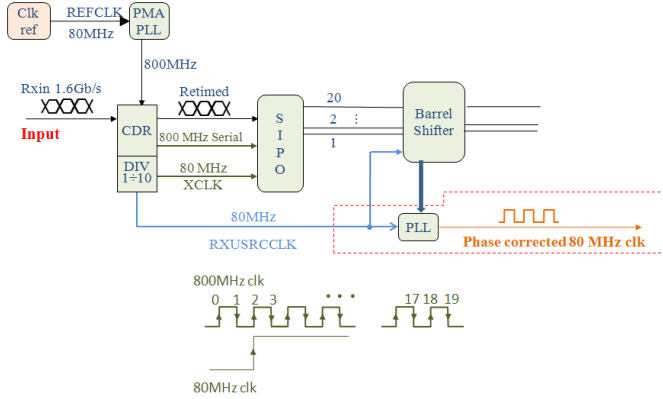 Clk
ref
REFCLK
80MHz
PMA
PLL
800MHz
Rxin 1.6Gb/s
Input
CDR
DIV
1÷10
Retimed
800 MHz Serial
80 MHz
XCLK
S
I
P
O
20
2
⋮
1
Barrel
Shifter
80MHz
RXUSRCCLK
PLL
Phase corrected 80 MHz clk
800MHz clk
0 1 2 3 • • • 17 18 19
80MHz clk